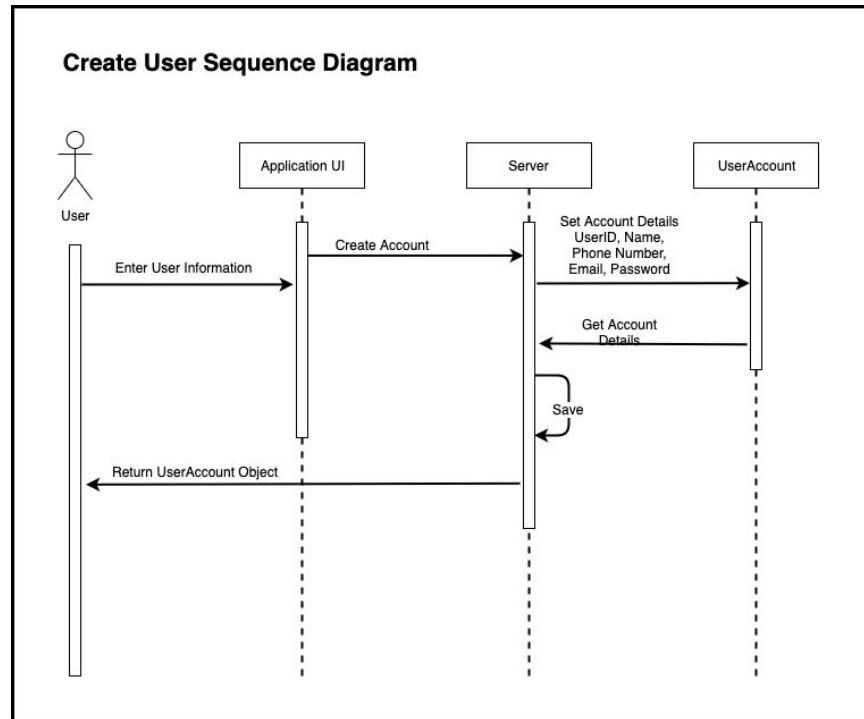 Create User Sequence Diagram
User
Application UI
Server
UserAccount
Create Account
Enter User Information
Set Account Details
UserID, Name,
Phone Number,
Email, Password
Get Account
Details
Save
Return UserAccount Object